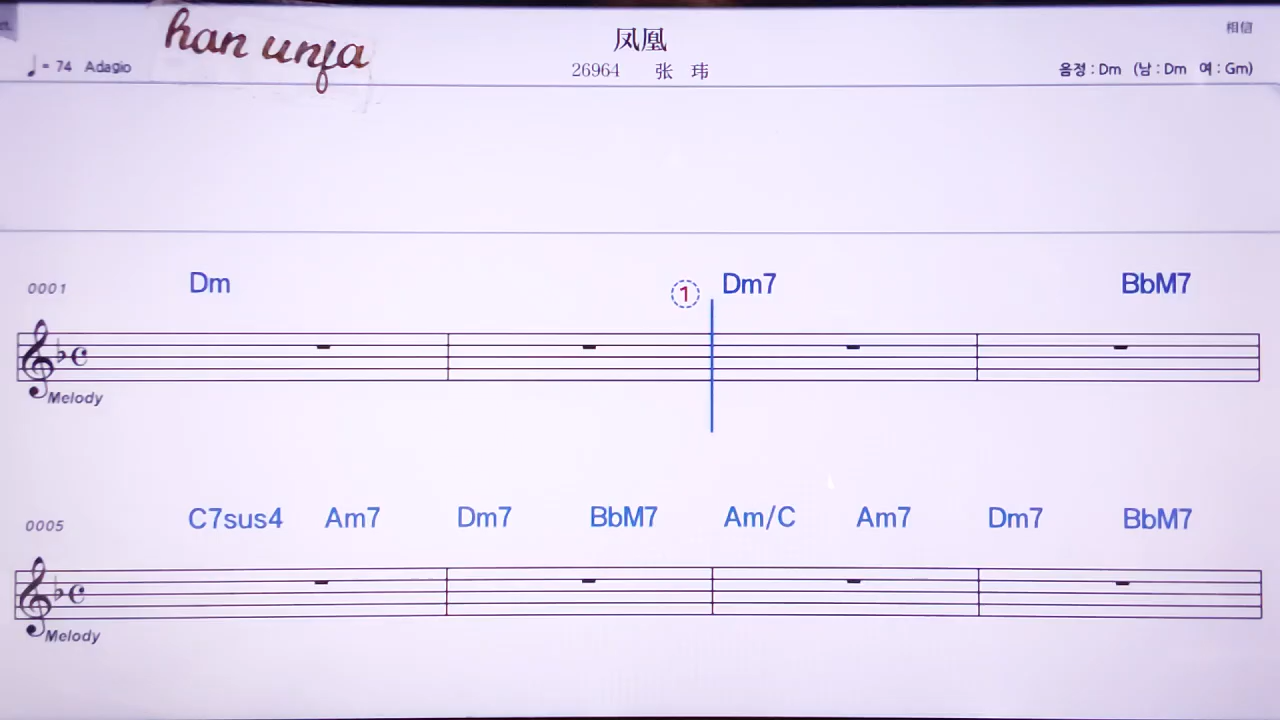 han unfa
凤凰
相信
♩= 74 Adagio
26964 张 玮
음정 : Dm (남 : Dm 여 : Gm)
0001 Dm ① Dm7 BbM7
Melody
0005 C7sus4 Am7 Dm7 BbM7 Am/C Am7 Dm7 BbM7
Melody